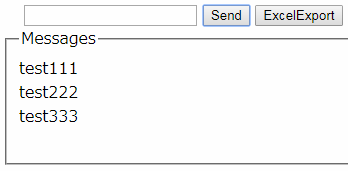 Send ExcelExport
Messages
test111
test222
test333